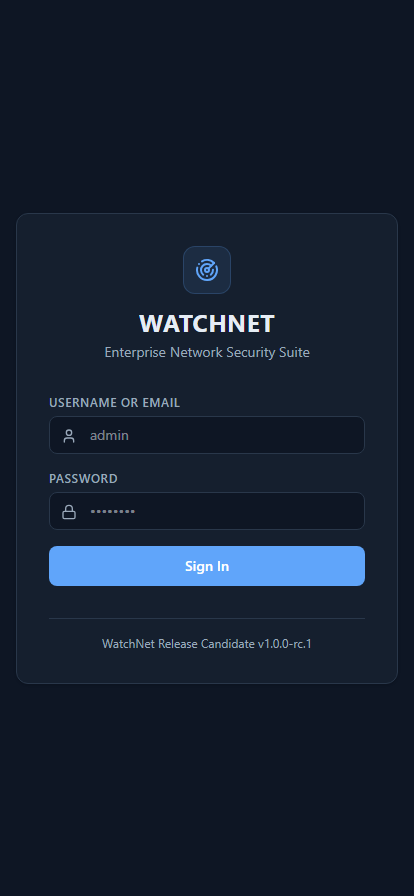 WATCHNET
Enterprise Network Security Suite
USERNAME OR EMAIL
admin
PASSWORD
••••••••
Sign In
WatchNet Release Candidate v1.0.0-rc.1